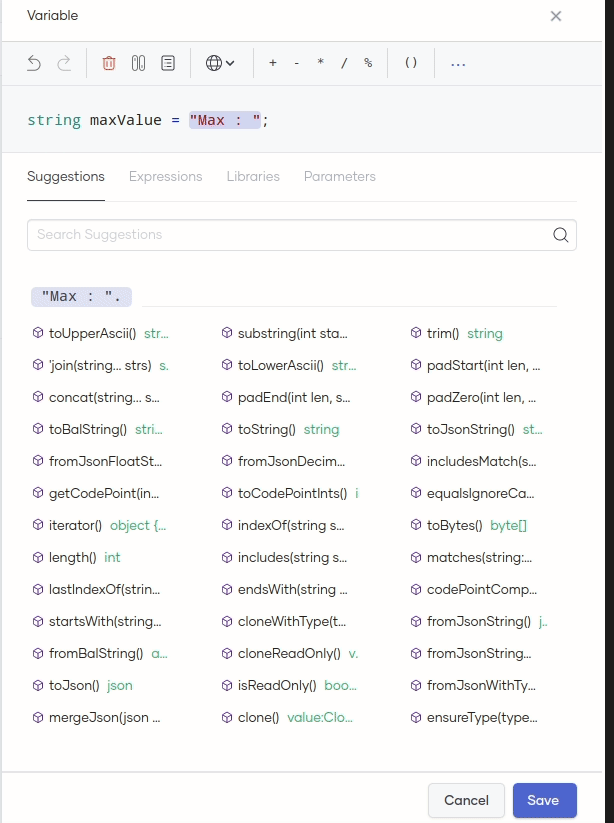 Variable
+ - * / % () ...
string maxValue = "Max : ";
Suggestions Expressions Libraries Parameters
Search Suggestions
"Max : ".
toUpperAscii() str... substring(int sta... trim() string
'join(string... strs) s. toLowerAscii() str... padStart(int len, ...
concat(string... s... padEnd(int len, s... padZero(int len, ...
toBalString() stri... toString() string toJsonString() st...
fromJsonFloatSt... fromJsonDecim... includesMatch(s...
getCodePoint(in... toCodePointInts() i equalsIgnoreCa...
iterator() object {... indexOf(string s... toBytes() byte[]
length() int includes(string s... matches(string:...
lastIndexOf(strin... endsWith(string ... codePointComp...
startsWith(string... cloneWithType(t... fromJsonString() j..
fromBalString() a... cloneReadOnly() v. fromJsonString...
toJson() json isReadOnly() boo... fromJsonWithTy...
mergeJson(json ... clone() value:Clo... ensureType(type...
Cancel Save